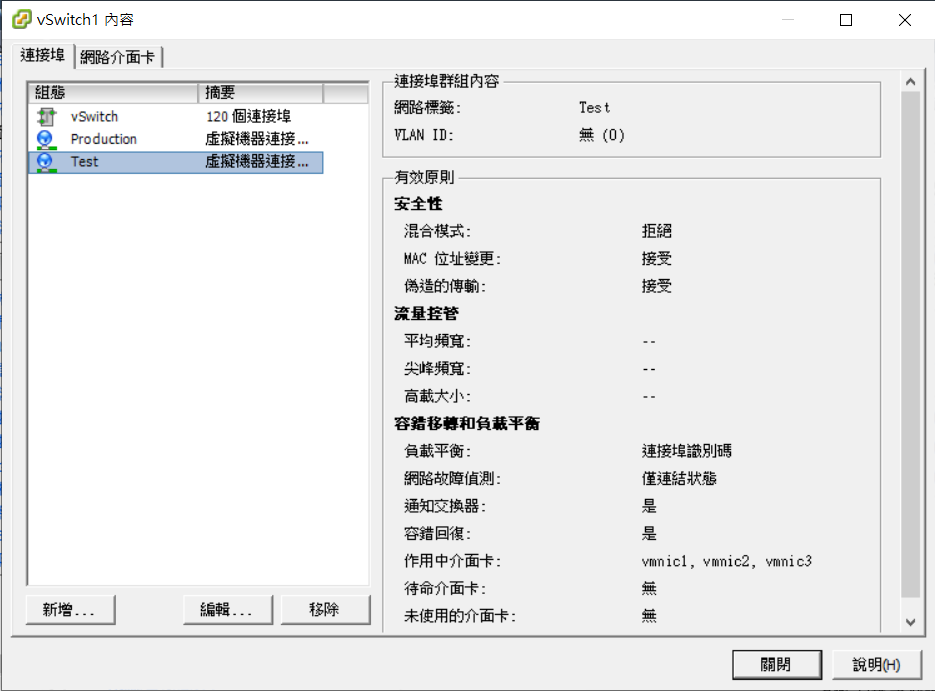 vSwitch1 內容
連接埠 網路介面卡
組態 摘要
vSwitch 120 個連接埠
Production 虛擬機器連接...
Test 虛擬機器連接...
新增... 編輯... 移除
連接埠群組內容
網路標籤: Test
VLAN ID: 無 (0)
有效原則
安全性
混合模式: 拒絕
MAC 位址變更: 接受
偽造的傳輸: 接受
流量控管
平均頻寬: --
尖峰頻寬: --
高載大小: --
容錯移轉和負載平衡
負載平衡: 連接埠識別碼
網路故障偵測: 僅連結狀態
通知交換器: 是
容錯回復: 是
作用中介面卡: vmnic1, vmnic2, vmnic3
待命介面卡: 無
未使用的介面卡: 無
關閉 說明(H)